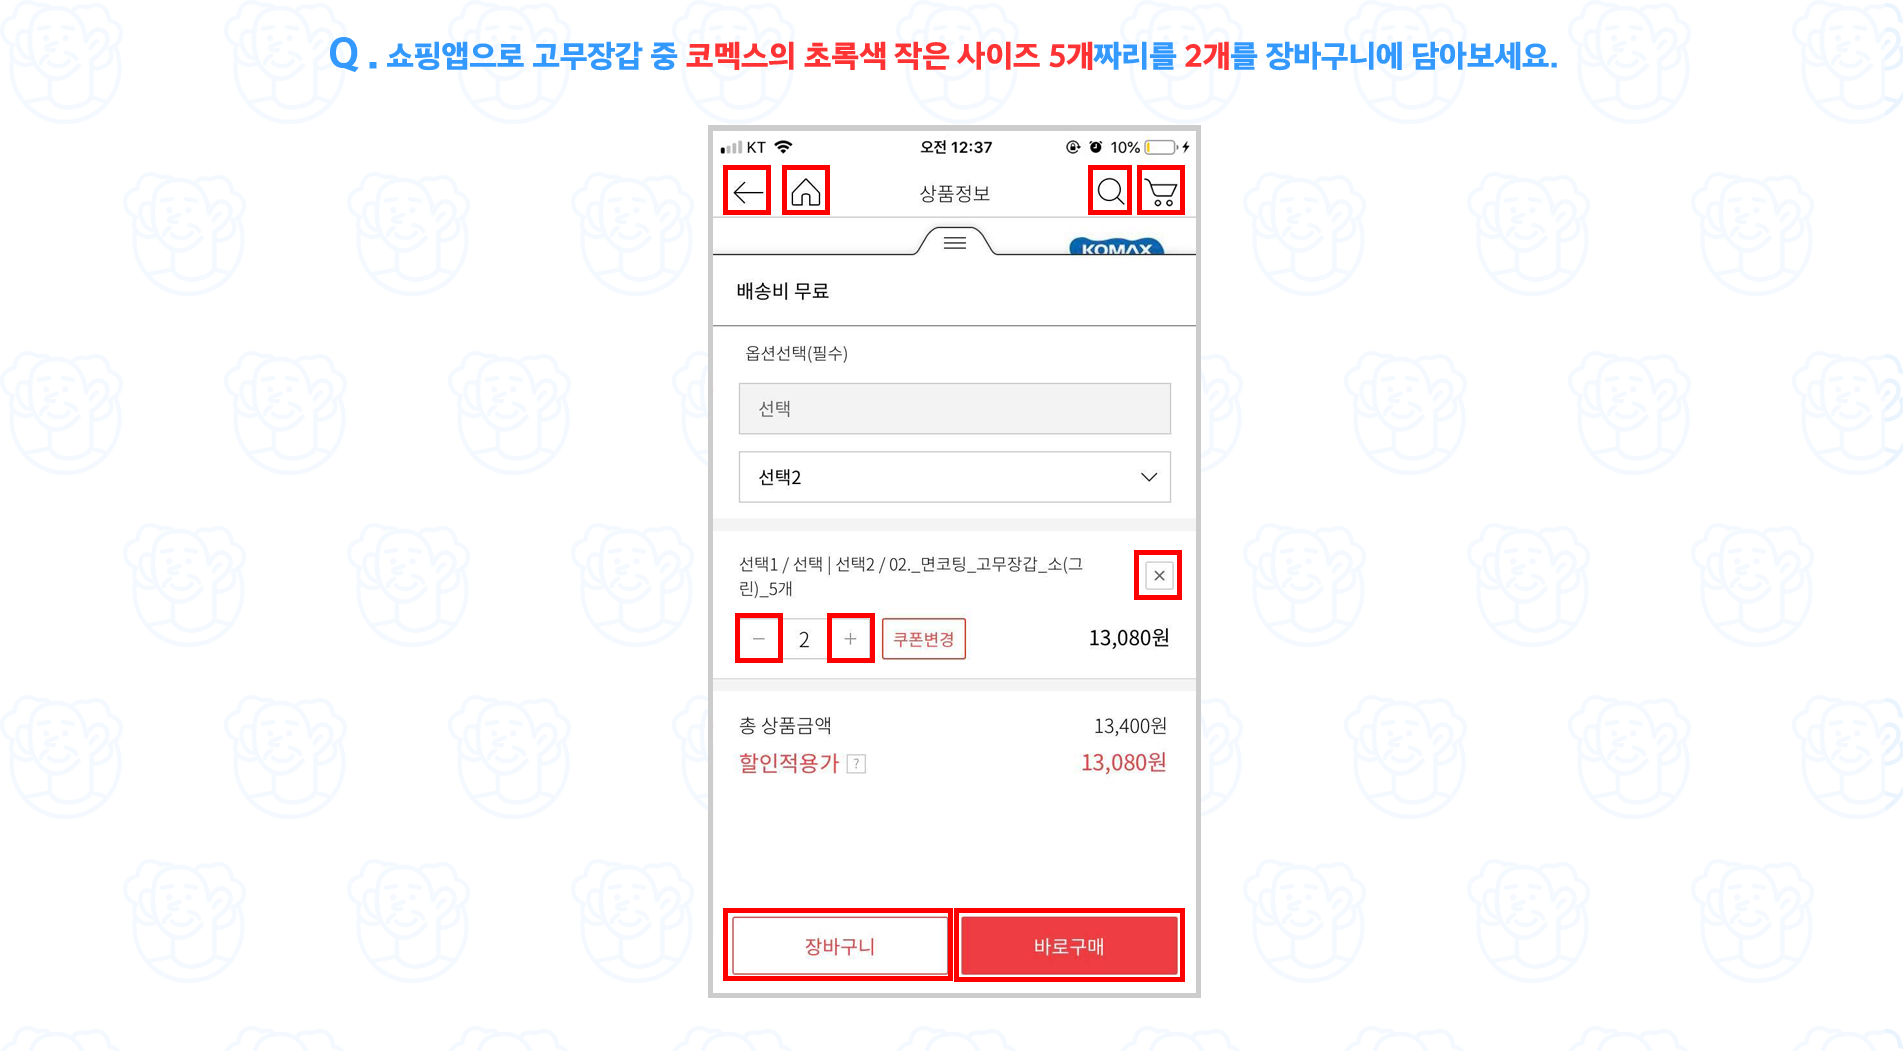 Q . 쇼핑앱으로 고무장갑 중 코멕스의 초록색 작은 사이즈 5개짜리를 2개를 장바구니에 담아보세요.
KT 오전 12:37 10%
상품정보
KOMAX
배송비 무료
옵션선택(필수)
선택
선택2
선택1 / 선택 | 선택2 / 02._면코팅_고무장갑_소(그
린)_5개
2 쿠폰변경 13,080원
총 상품금액 13,400원
할인적용가 ? 13,080원
장바구니 바로구매